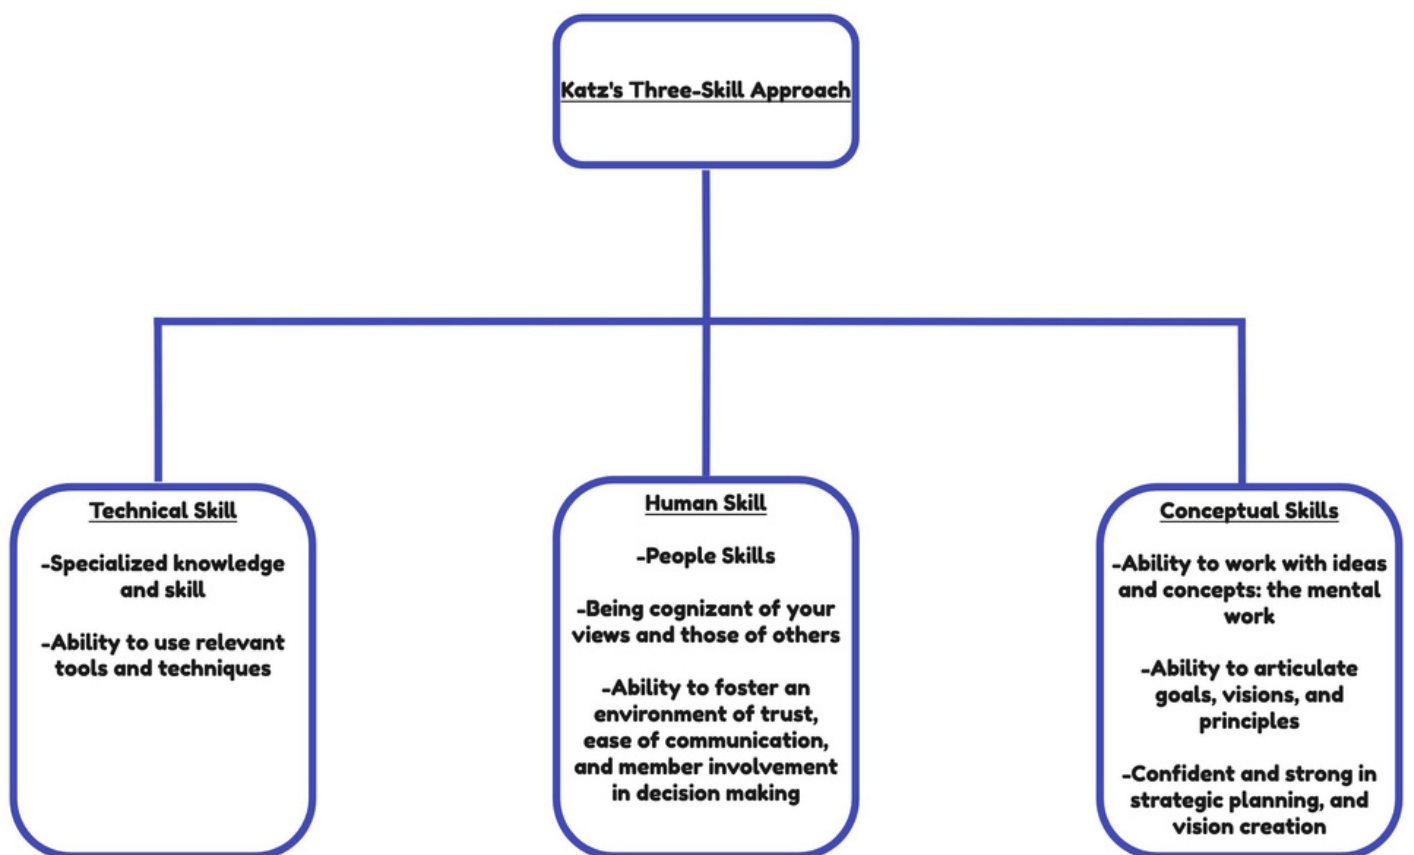 Katz's Three-Skill Approach
Technical Skill
-Specialized knowledge
and skill
-Ability to use relevant
tools and techniques
Human Skill
-People Skills
-Being cognizant of your
views and those of others
-Ability to foster an
environment of trust,
ease of communication,
and member involvement
in decision making
Conceptual Skills
-Ability to work with ideas
and concepts: the mental
work
-Ability to articulate
goals, visions, and
principles
-Confident and strong in
strategic planning, and
vision creation